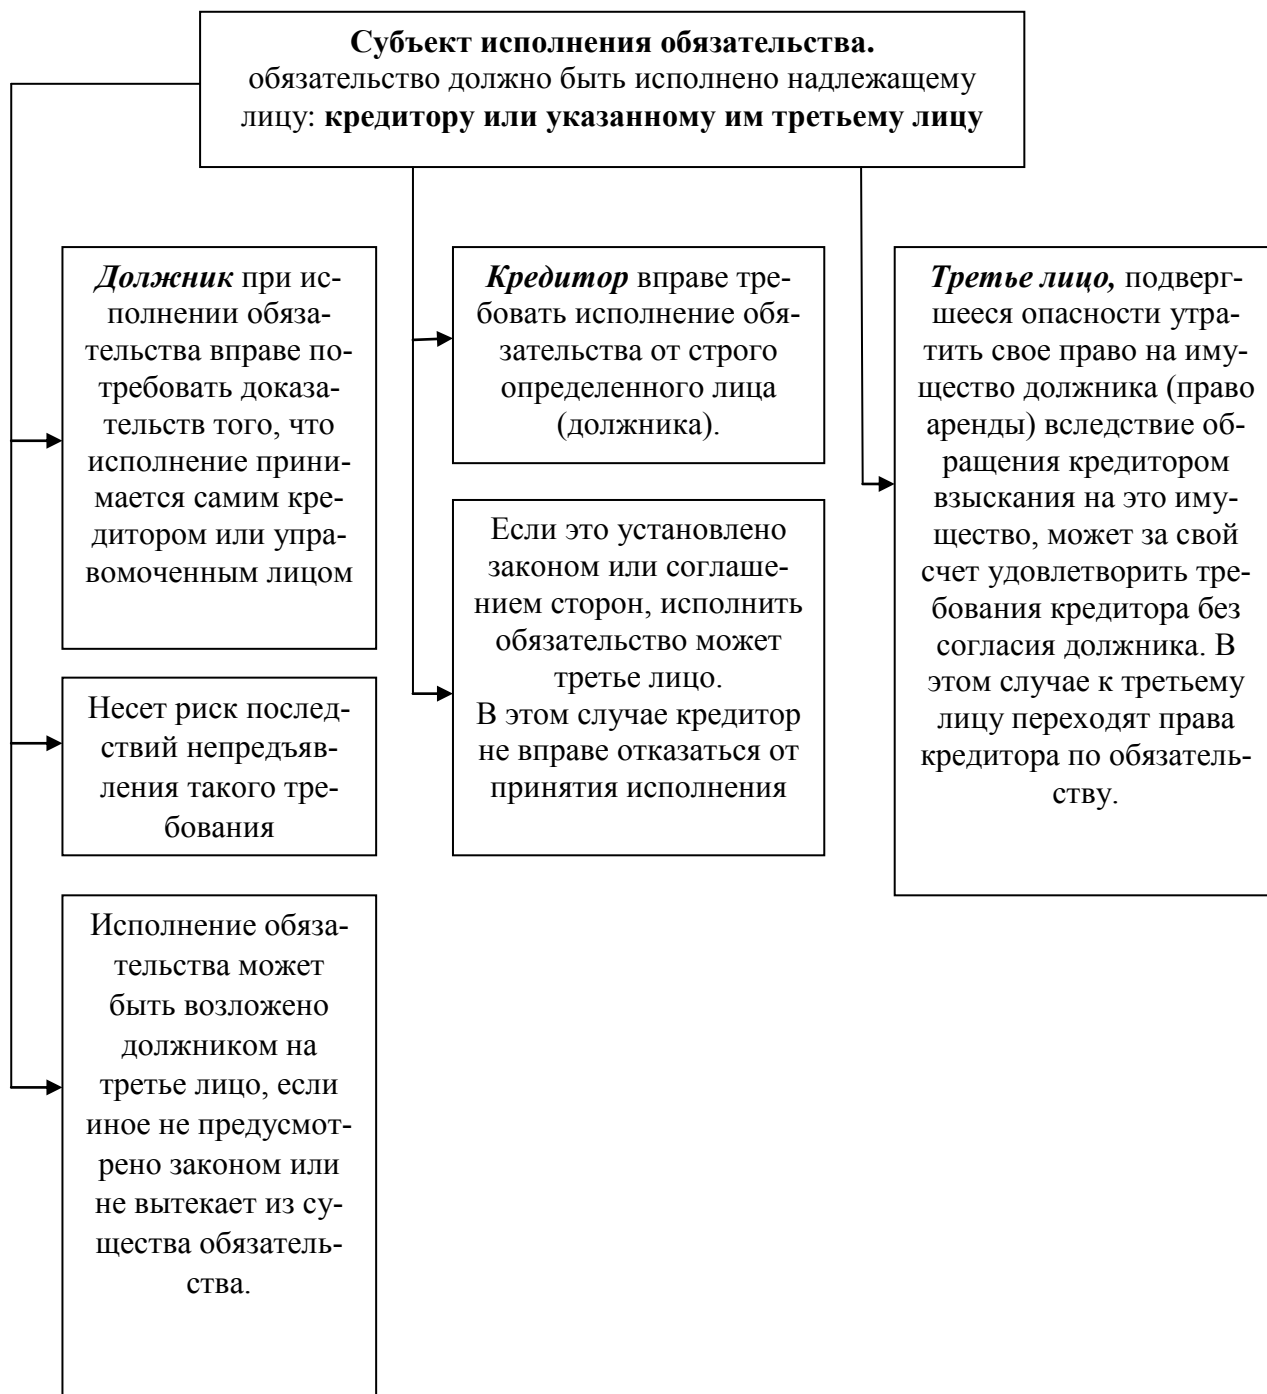 Субъект исполнения обязательства.
обязательство должно быть исполнено надлежащему
лицу: кредитору или указанному им третьему лицу
Должник при ис-
полнении обяза-
тельства вправе по-
требовать доказа-
тельств того, что
исполнение прини-
мается самим кре-
дитором или упра-
вомоченным лицом
Несет риск послед-
ствий непредъяв-
ления такого тре-
бования
Исполнение обяза-
тельства может
быть возложено
должником на
третье лицо, если
иное не предусмот-
рено законом или
не вытекает из су-
щества обязатель-
ства.
Кредитор вправе тре-
бовать исполнение обя-
зательства от строго
определенного лица
(должника).
Если это установлено
законом или соглаше-
нием сторон, исполнить
обязательство может
третье лицо.
В этом случае кредитор
не вправе отказаться от
принятия исполнения
Третье лицо, подверг-
шееся опасности утра-
тить свое право на иму-
щество должника (право
аренды) вследствие об-
ращения кредитором
взыскания на это иму-
щество, может за свой
счет удовлетворить тре-
бования кредитора без
согласия должника. В
этом случае к третьему
лицу переходят права
кредитора по обязатель-
ству.